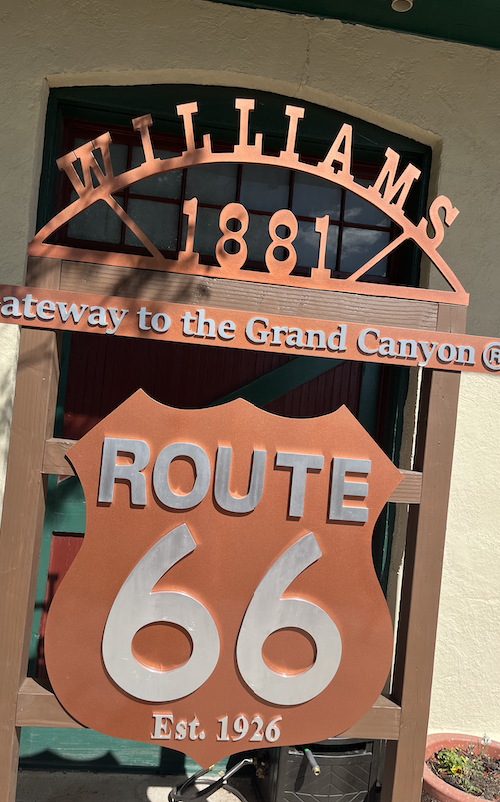 WILLIAMS
1881
ateway to the Grand Canyon ®
ROUTE
66
Est. 1926